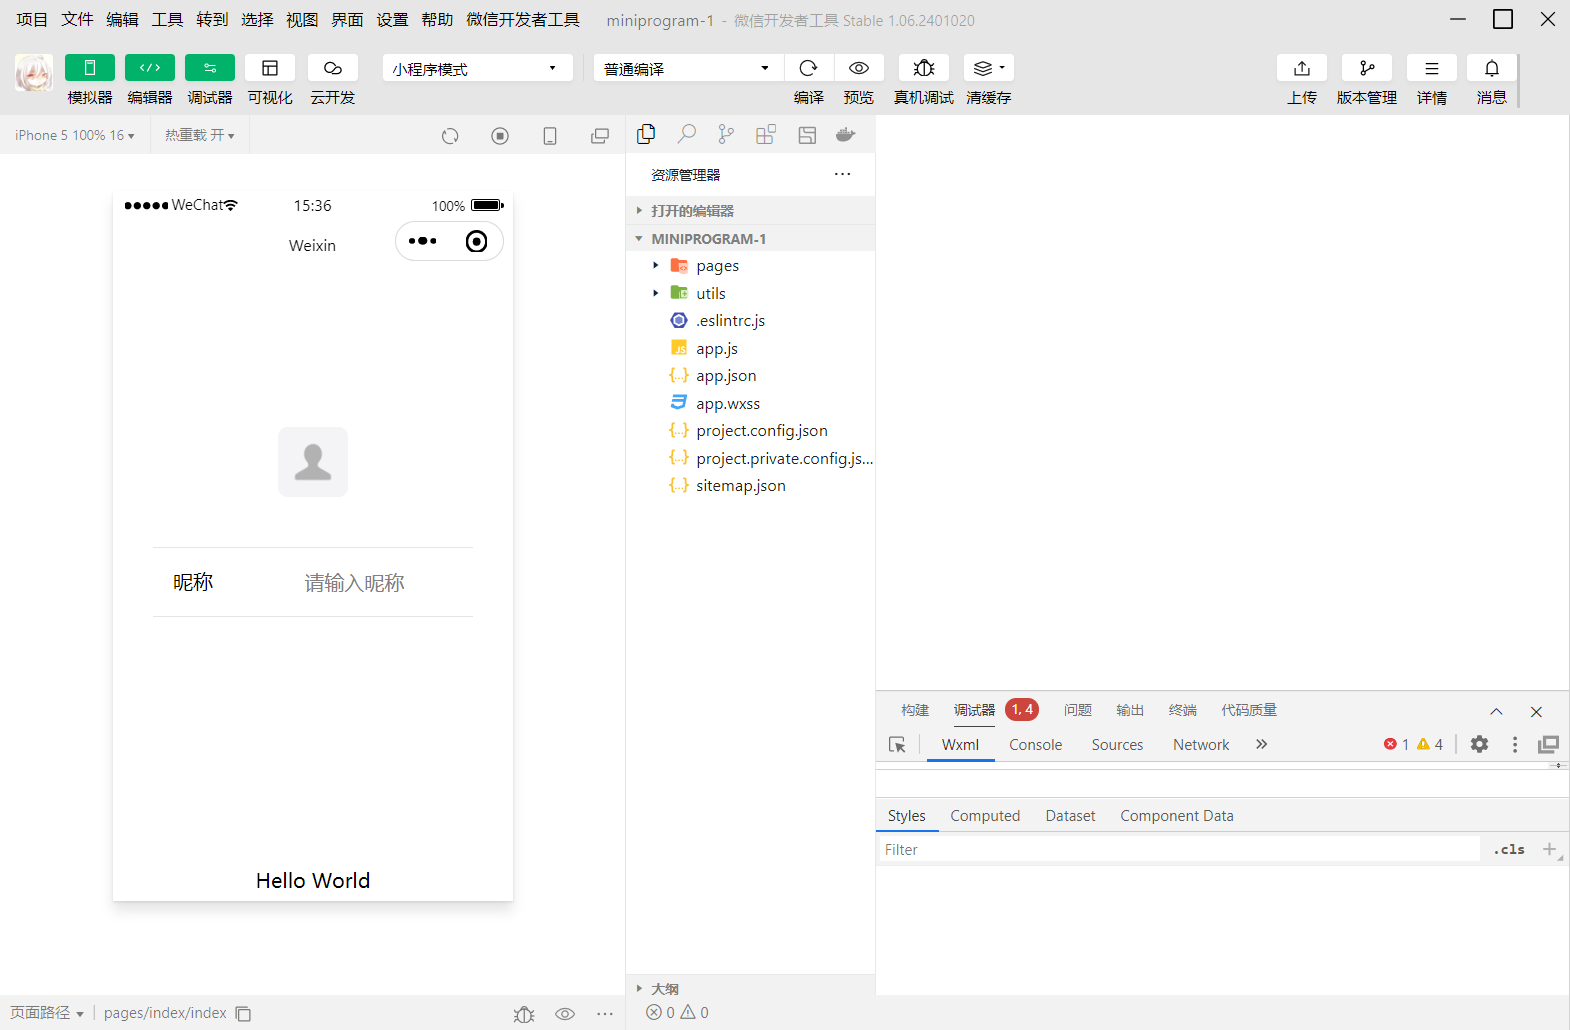 项目 文件 编辑 工具 转到 选择 视图 界面 设置 帮助 微信开发者工具 miniprogram-1 - 微信开发者工具 Stable 1.06.2401020
小程序模式 普通编译
模拟器 编辑器 调试器 可视化 云开发 编译 预览 真机调试 清缓存 上传 版本管理 详情 消息
iPhone 5 100% 16 热重载 开
资源管理器
打开的编辑器
MINIPROGRAM-1
pages
utils
.eslintrc.js
JS app.js
{..} app.json
app.wxss
{..} project.config.json
{..} project.private.config.js...
{..} sitemap.json
大纲
0 0
WeChat 15:36 100%
Weixin
昵称 请输入昵称
Hello World
页面路径 pages/index/index
构建 调试器 1, 4 问题 输出 终端 代码质量
Wxml Console Sources Network 1 4
Styles Computed Dataset Component Data
Filter .cls